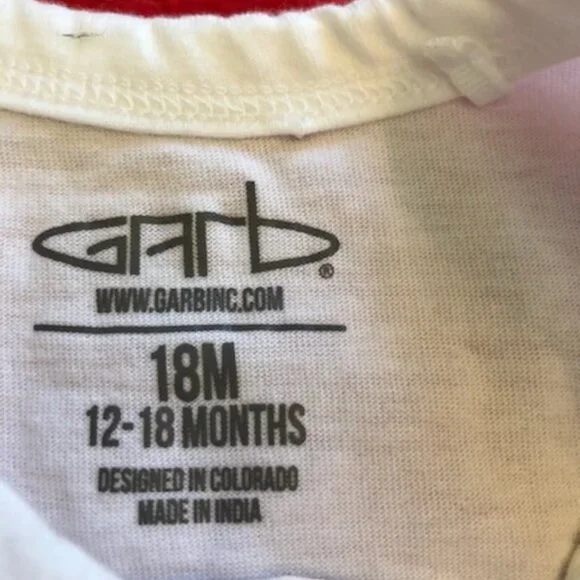 GArb®
WWW.GARBINC.COM
18M
12-18 MONTHS
DESIGNED IN COLORADO
MADE IN INDIA